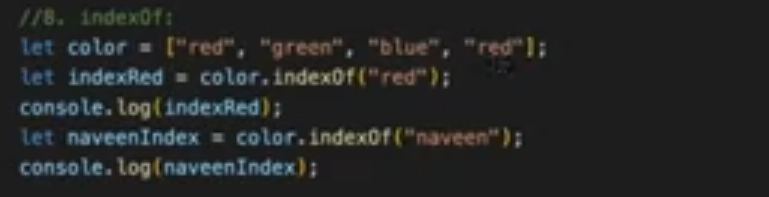 //8. indexOf:
let color = ["red", "green", "blue", "red"];
let indexRed = color.indexOf("red");
console.log(indexRed);
let naveenIndex = color.indexOf("naveen");
console.log(naveenIndex);